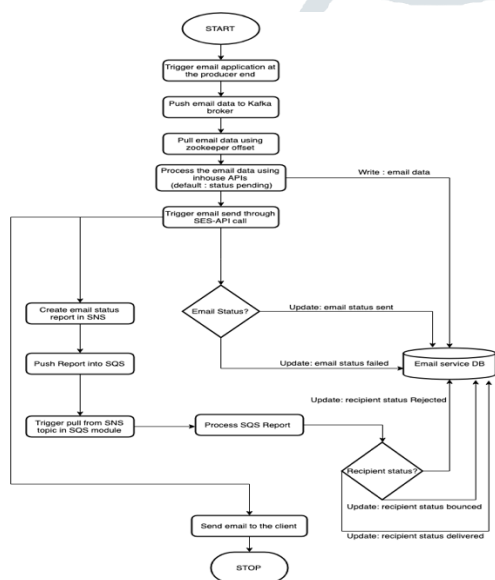 START
Trigger email application at
the producer end
Push email data to Kafka
broker
Pull email data using
zookeeper offset
Process the email data using
inhouse APIs
(default : status pending)
Write : email data
Trigger email send through
SES-API call
Create email status
report in SNS
Email Status?
Update: email status sent
Email service DB
Push Report into SQS
Update: email status failed
Update: recipient status Rejected
Trigger pull from SNS
topic in SQS module
Process SQS Report
Recipient status?
Update: recipient status bounced
Send email to the client
Update: recipient status delivered
STOP